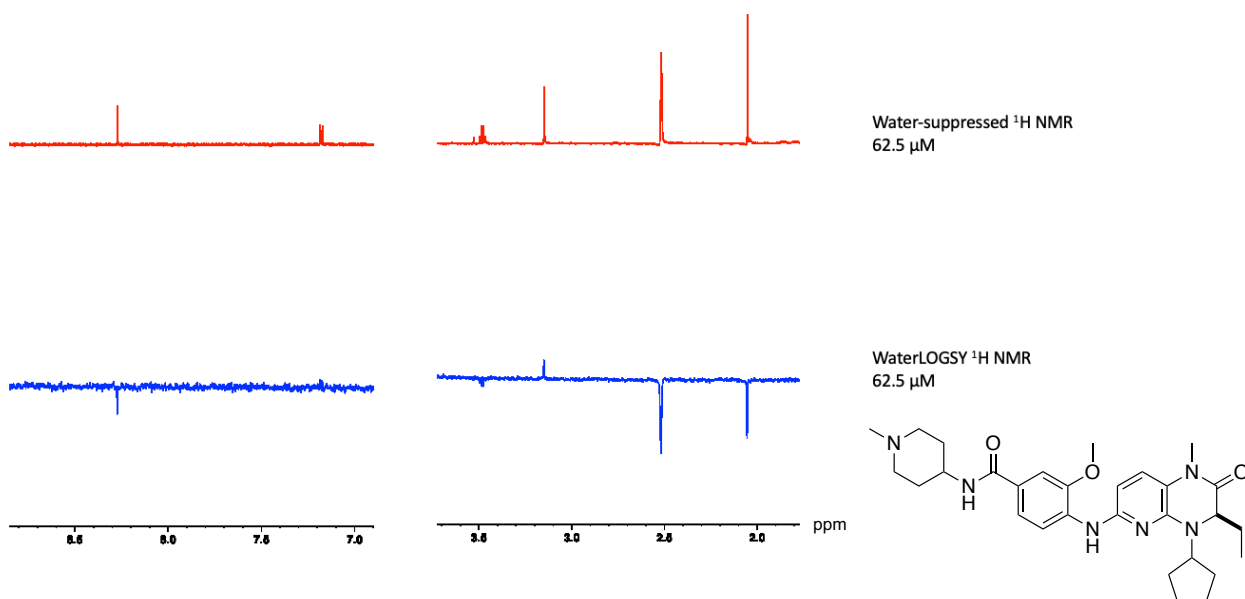 Water-suppressed ¹H NMR
62.5 µM
WaterLOGSY ¹H NMR
62.5 µM
8.5 8.0 7.5 7.0
3.5 3.0 2.5 2.0
ppm
N
O
N
H
O
N
H
N
N
N
O